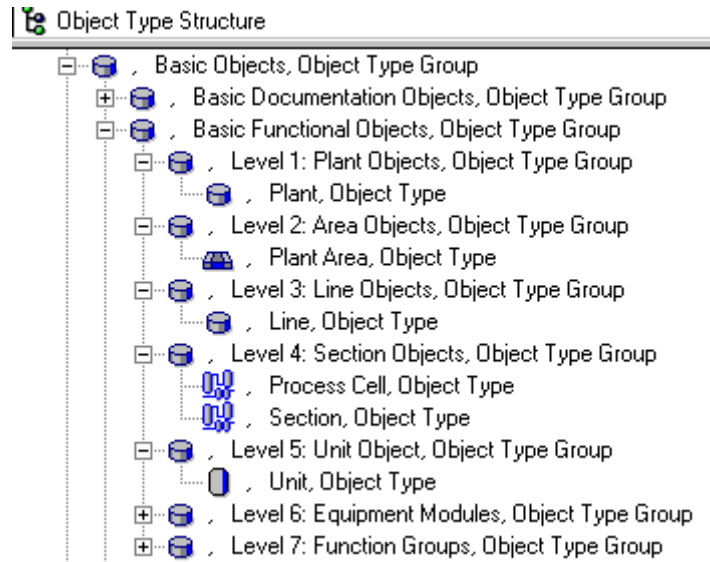 Object Type Structure
, Basic Objects, Object Type Group
, Basic Documentation Objects, Object Type Group
, Basic Functional Objects, Object Type Group
, Level 1: Plant Objects, Object Type Group
, Plant, Object Type
, Level 2: Area Objects, Object Type Group
, Plant Area, Object Type
, Level 3: Line Objects, Object Type Group
, Line, Object Type
, Level 4: Section Objects, Object Type Group
, Process Cell, Object Type
, Section, Object Type
, Level 5: Unit Object, Object Type Group
, Unit, Object Type
, Level 6: Equipment Modules, Object Type Group
, Level 7: Function Groups, Object Type Group